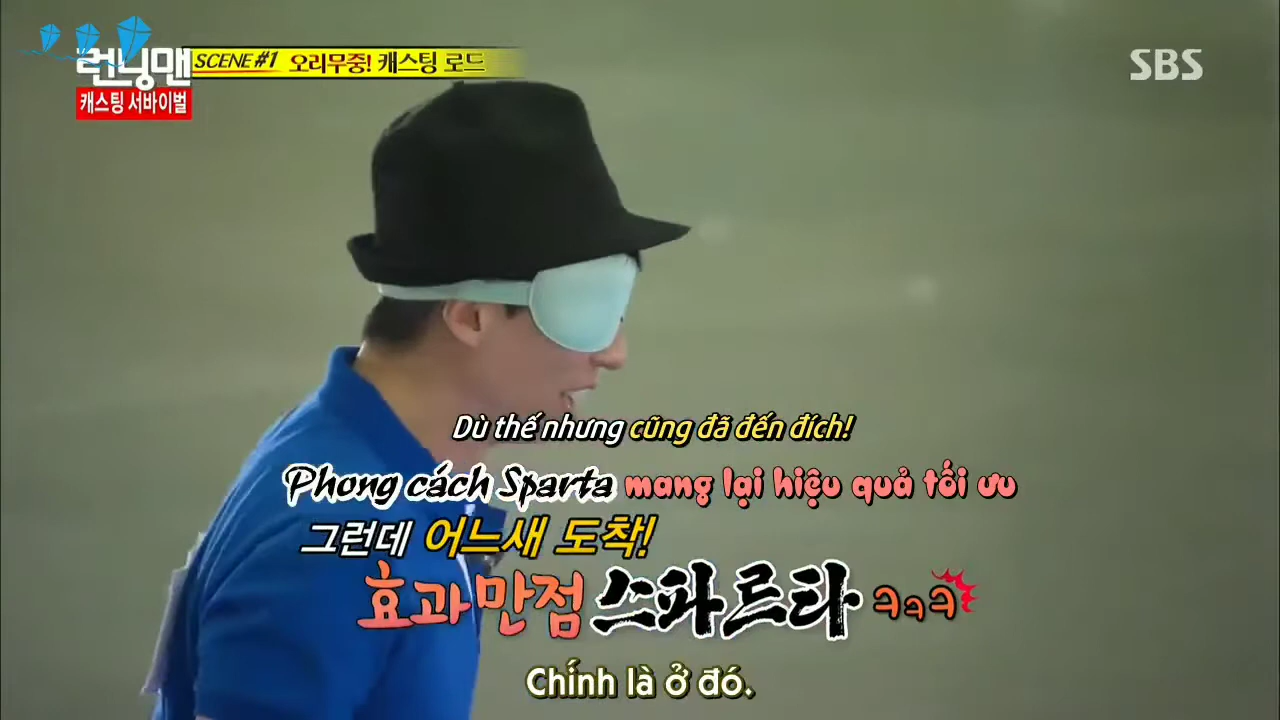 런닝맨
SCENE #1 오리무중! 캐스팅 로드
SBS
캐스팅 서바이벌
Dù thế nhưng cũng đã đến đích!
Phong cách Sparta mang lại hiệu quả tối ưu
그런데 어느새 도착!
효과만점 스파르타 ㅋㅋㅋ
Chính là ở đó.